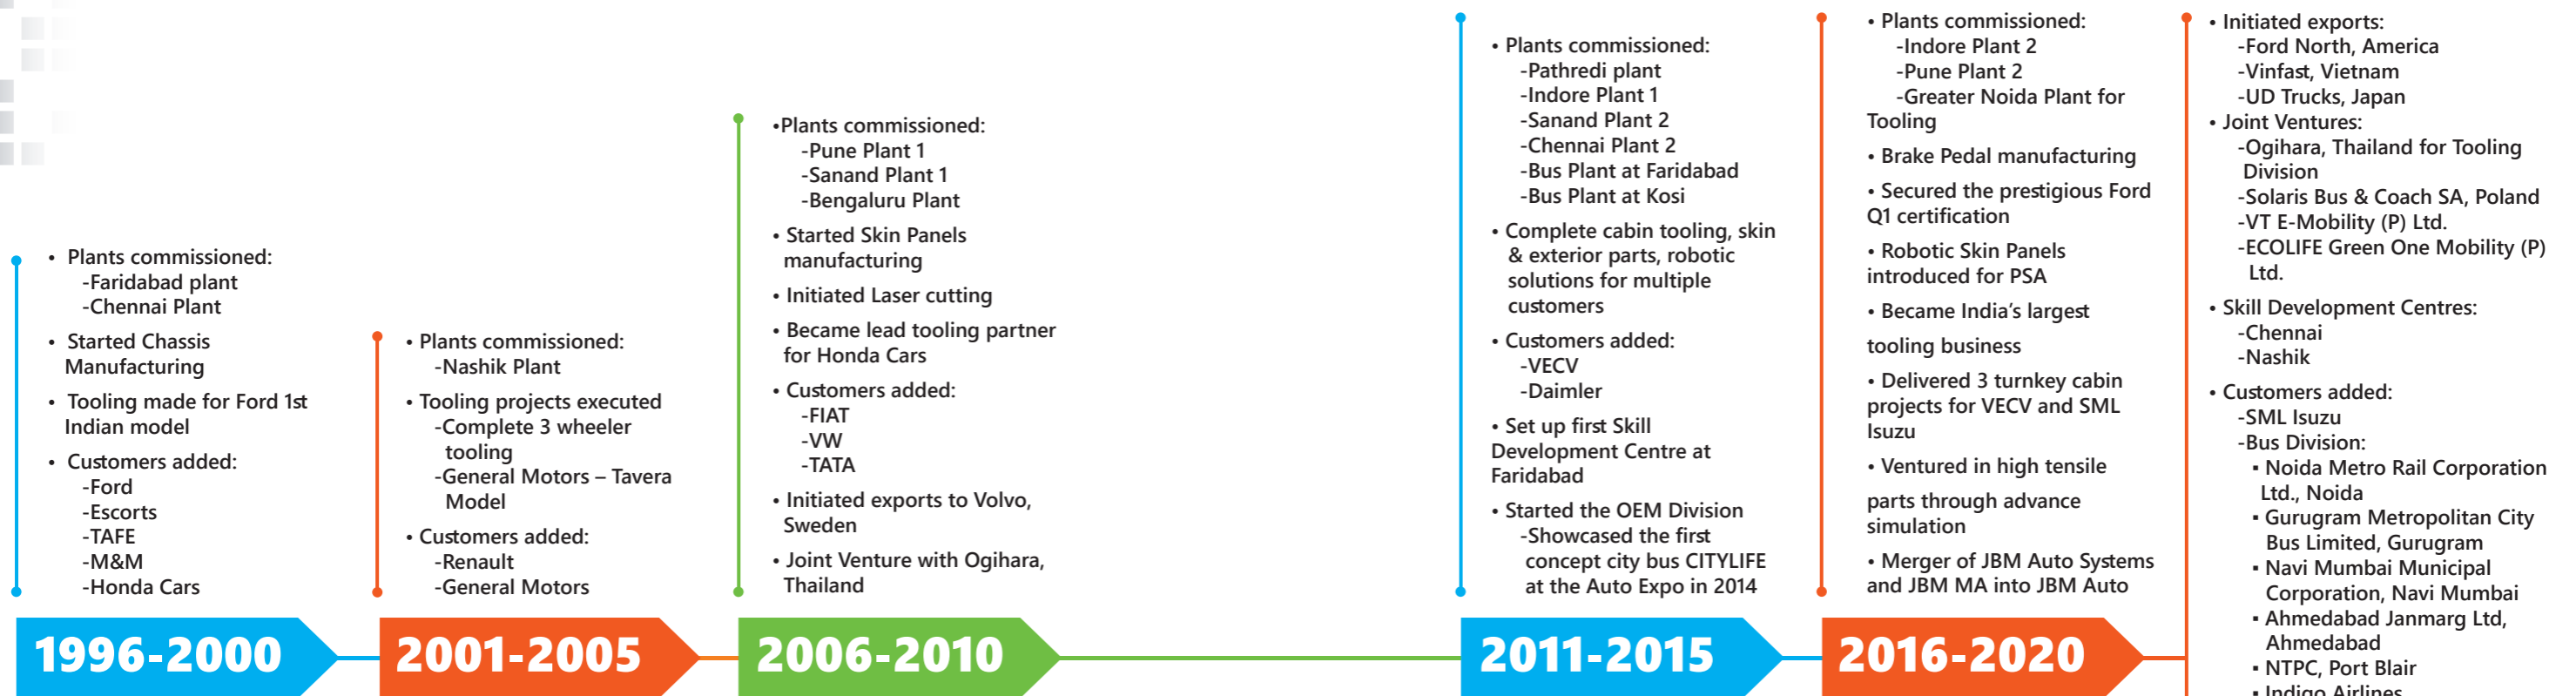 • Plants commissioned:
-Faridabad plant
-Chennai Plant
• Started Chassis
Manufacturing
• Tooling made for Ford 1st
Indian model
• Customers added:
-Ford
-Escorts
-TAFE
-M&M
-Honda Cars
1996-2000
• Plants commissioned:
-Nashik Plant
• Tooling projects executed
-Complete 3 wheeler
tooling
-General Motors – Tavera
Model
• Customers added:
-Renault
-General Motors
2001-2005
•Plants commissioned:
-Pune Plant 1
-Sanand Plant 1
-Bengaluru Plant
• Started Skin Panels
manufacturing
• Initiated Laser cutting
• Became lead tooling partner
for Honda Cars
• Customers added:
-FIAT
-VW
-TATA
• Initiated exports to Volvo,
Sweden
• Joint Venture with Ogihara,
Thailand
2006-2010
• Plants commissioned:
-Pathredi plant
-Indore Plant 1
-Sanand Plant 2
-Chennai Plant 2
-Bus Plant at Faridabad
-Bus Plant at Kosi
• Complete cabin tooling, skin
& exterior parts, robotic
solutions for multiple
customers
• Customers added:
-VECV
-Daimler
• Set up first Skill
Development Centre at
Faridabad
• Started the OEM Division
-Showcased the first
concept city bus CITYLIFE
at the Auto Expo in 2014
2011-2015
• Plants commissioned:
-Indore Plant 2
-Pune Plant 2
-Greater Noida Plant for
Tooling
• Brake Pedal manufacturing
• Secured the prestigious Ford
Q1 certification
• Robotic Skin Panels
introduced for PSA
• Became India’s largest
tooling business
• Delivered 3 turnkey cabin
projects for VECV and SML
Isuzu
• Ventured in high tensile
parts through advance
simulation
• Merger of JBM Auto Systems
and JBM MA into JBM Auto
2016-2020
• Initiated exports:
-Ford North, America
-Vinfast, Vietnam
-UD Trucks, Japan
• Joint Ventures:
-Ogihara, Thailand for Tooling
Division
-Solaris Bus & Coach SA, Poland
-VT E-Mobility (P) Ltd.
-ECOLIFE Green One Mobility (P)
Ltd.
• Skill Development Centres:
-Chennai
-Nashik
• Customers added:
-SML Isuzu
-Bus Division:
▪ Noida Metro Rail Corporation
Ltd., Noida
▪ Gurugram Metropolitan City
Bus Limited, Gurugram
▪ Navi Mumbai Municipal
Corporation, Navi Mumbai
▪ Ahmedabad Janmarg Ltd,
Ahmedabad
▪ NTPC, Port Blair
▪ Indigo Airlines